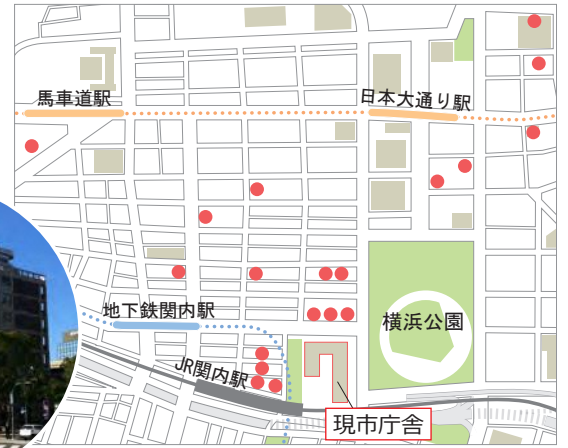 馬車道駅
日本大通り駅
地下鉄関内駅
横浜公園
JR関内駅
現市庁舎